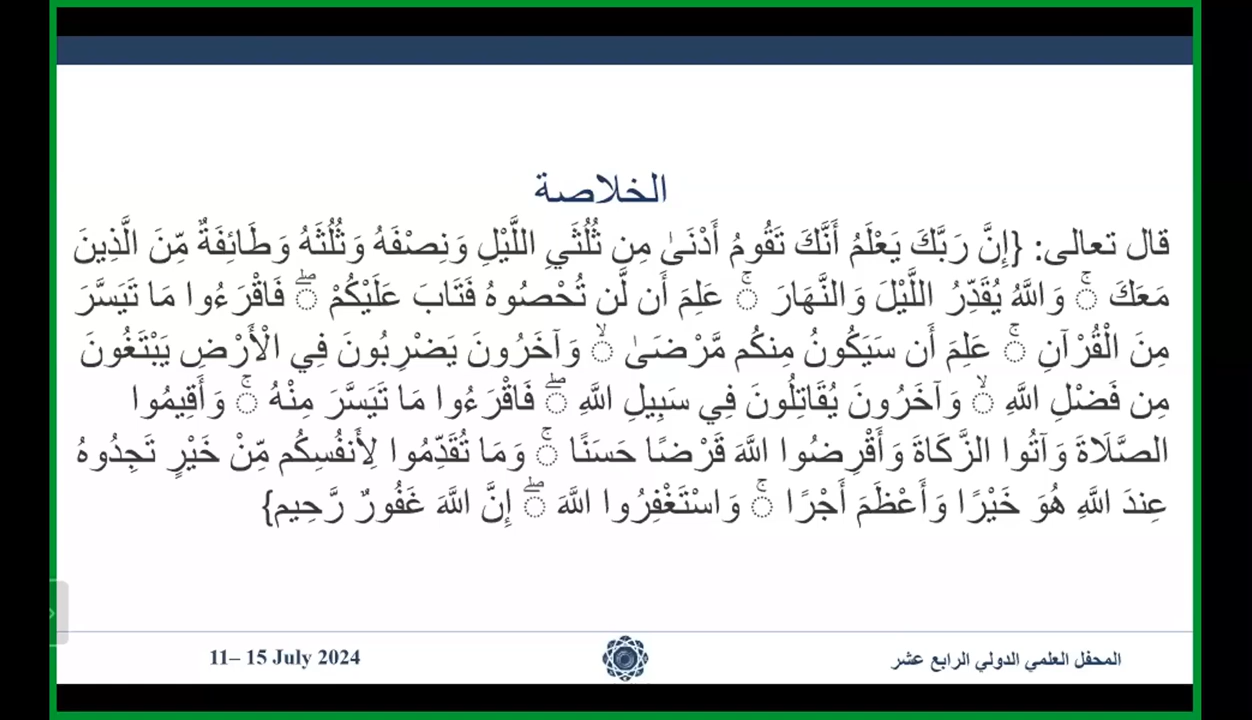 الخلاصة
قال تعالى: {إِنَّ رَبَّكَ يَعْلَمُ أَنَّكَ تَقُومُ أَدْنَىٰ مِن ثُلُثَيِ اللَّيْلِ وَنِصْفَهُ وَثُلُثَهُ وَطَائِفَةٌ مِّنَ الَّذِينَ
مَعَكَ ۚ وَاللَّهُ يُقَدِّرُ اللَّيْلَ وَالنَّهَارَ ۚ عَلِمَ أَن لَّن تُحْصُوهُ فَتَابَ عَلَيْكُمْ ۖ فَاقْرَءُوا مَا تَيَسَّرَ
مِنَ الْقُرْآنِ ۚ عَلِمَ أَن سَيَكُونُ مِنكُم مَّرْضَىٰ ۙ وَآخَرُونَ يَضْرِبُونَ فِي الْأَرْضِ يَبْتَغُونَ
مِن فَضْلِ اللَّهِ ۙ وَآخَرُونَ يُقَاتِلُونَ فِي سَبِيلِ اللَّهِ ۖ فَاقْرَءُوا مَا تَيَسَّرَ مِنْهُ ۚ وَأَقِيمُوا
الصَّلَاةَ وَآتُوا الزَّكَاةَ وَأَقْرِضُوا اللَّهَ قَرْضًا حَسَنًا ۚ وَمَا تُقَدِّمُوا لِأَنفُسِكُم مِّنْ خَيْرٍ تَجِدُوهُ
عِندَ اللَّهِ هُوَ خَيْرًا وَأَعْظَمَ أَجْرًا ۚ وَاسْتَغْفِرُوا اللَّهَ ۖ إِنَّ اللَّهَ غَفُورٌ رَّحِيم}
المحفل العلمي الدولي الرابع عشر
11– 15 July 2024